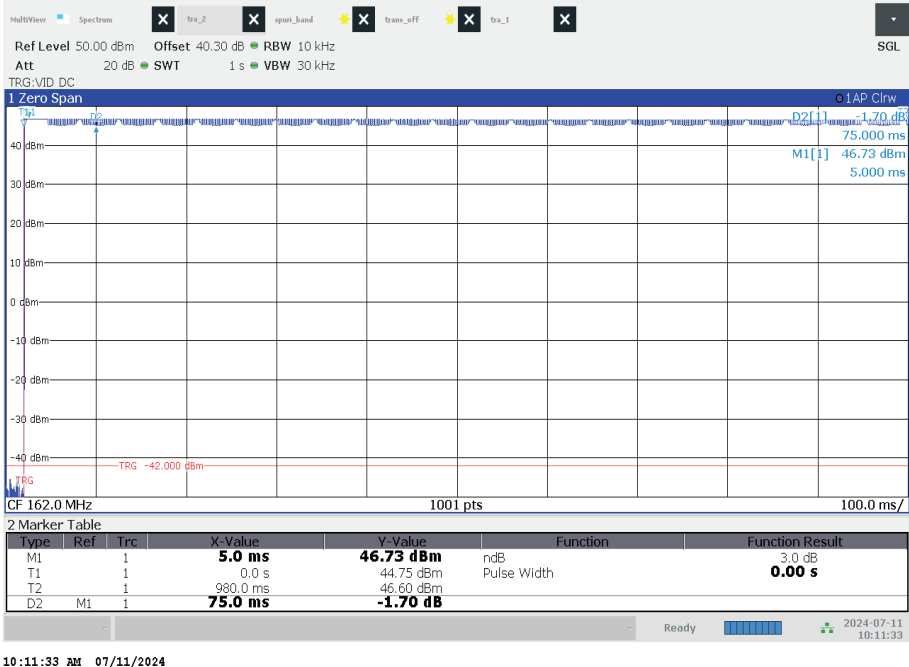 MultiView Spectrum X tra_2 X spuri_band X trans_off X tra_1 X
Ref Level 50.00 dBm Offset 40.30 dB RBW 10 kHz SGL
Att 20 dB SWT 1 s VBW 30 kHz
TRG:VID DC
1 Zero Span 1AP Clrw
D2 D2[1] -1.70 dB
75.000 ms
40 dBm M1[1] 46.73 dBm
5.000 ms
30 dBm
20 dBm
10 dBm
0 dBm
-10 dBm
-20 dBm
-30 dBm
-40 dBm
TRG -42.000 dBm
TRG
CF 162.0 MHz 1001 pts 100.0 ms/
2 Marker Table
Type Ref Trc X-Value Y-Value Function Function Result
M1 1 5.0 ms 46.73 dBm ndB 3.0 dB
T1 1 0.0 s 44.75 dBm Pulse Width 0.00 s
T2 1 980.0 ms 46.60 dBm
D2 M1 1 75.0 ms -1.70 dB
Ready 2024-07-11
10:11:33
10:11:33 AM 07/11/2024